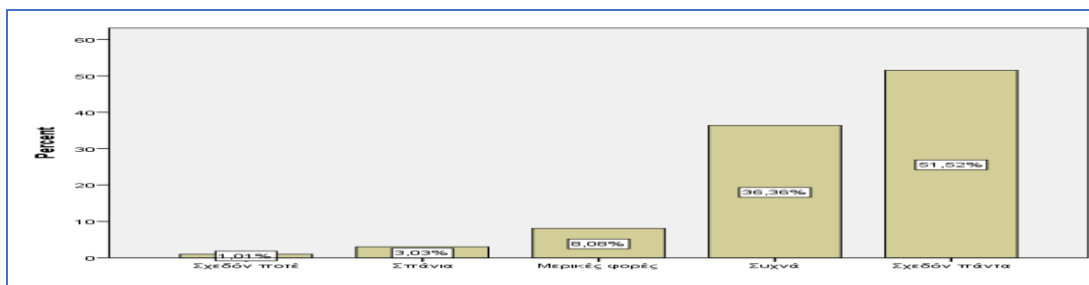 60
50
40
30
20
10
0
Percent
1,01%
3,03%
8,08%
36,36%
51,52%
Σχεδόν ποτέ
Σπάνια
Μερικές φορές
Συχνά
Σχεδόν πάντα